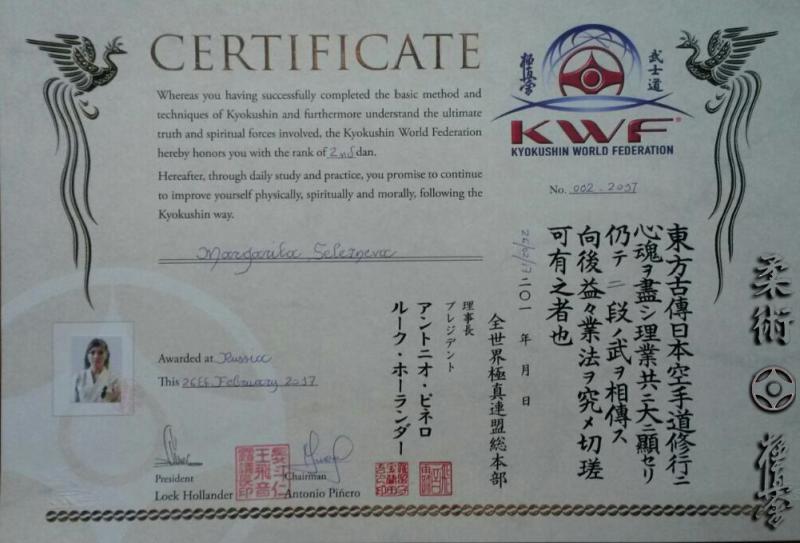 CERTIFICATE
Whereas you having successfully completed the basic method and
techniques of Kyokushin and furthermore understand the ultimate
truth and spiritual forces involved, the Kyokushin World Federation
hereby honors you with the rank of 2nd dan.
Hereafter, through daily study and practice, you promise to continue
to improve yourself physically, spiritually and morally, following the
Kyokushin way.
Margarita Selezneva
Awarded at Russia
This 26th February 2017
President
Loek Hollander
Chairman
Antonio Piñero
極真会
武士道
KWF®
KYOKUSHIN WORLD FEDERATION
No. 002-2017
東方古傳日本空手道修行ニ
心魂ヲ盡シ理業共ニ大ニ顕セリ
仍テ二段ノ武ヲ相傳ス
向後益々業法ヲ究メ切瑳
可有之者也
26/02/17
二〇一 年 月 日
全世界極真連盟総本部
理事長
プレジデント
アントニオ・ピネロ
ルーク・ホーランダー
柔術
極真会